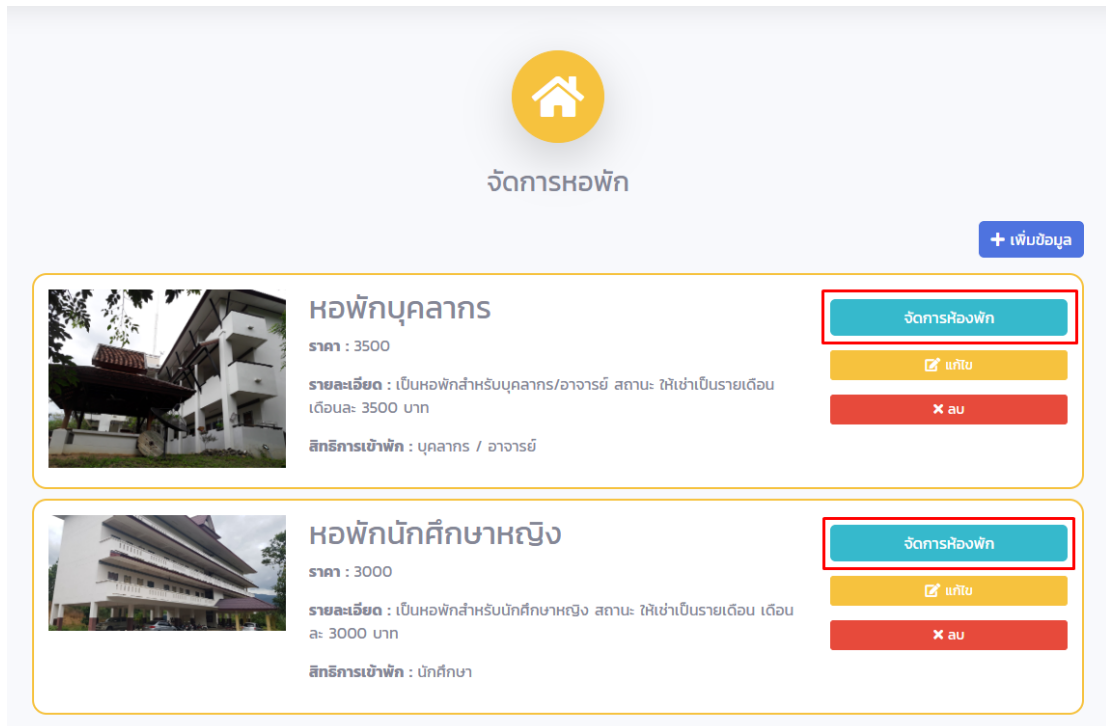 จัดการหอพัก
เพิ่มข้อมูล
หอพักบุคลากร
ราคา : 3500
รายละเอียด : เป็นหอพักสำหรับบุคลากร/อาจารย์ สถานะ ให้เช่าเป็นรายเดือน
เดือนละ 3500 บาท
สิทธิการเข้าพัก : บุคลากร / อาจารย์
จัดการห้องพัก
แก้ไข
ลบ
หอพักนักศึกษาหญิง
ราคา : 3000
รายละเอียด : เป็นหอพักสำหรับนักศึกษาหญิง สถานะ ให้เช่าเป็นรายเดือน เดือน
ละ 3000 บาท
สิทธิการเข้าพัก : นักศึกษา
จัดการห้องพัก
แก้ไข
ลบ